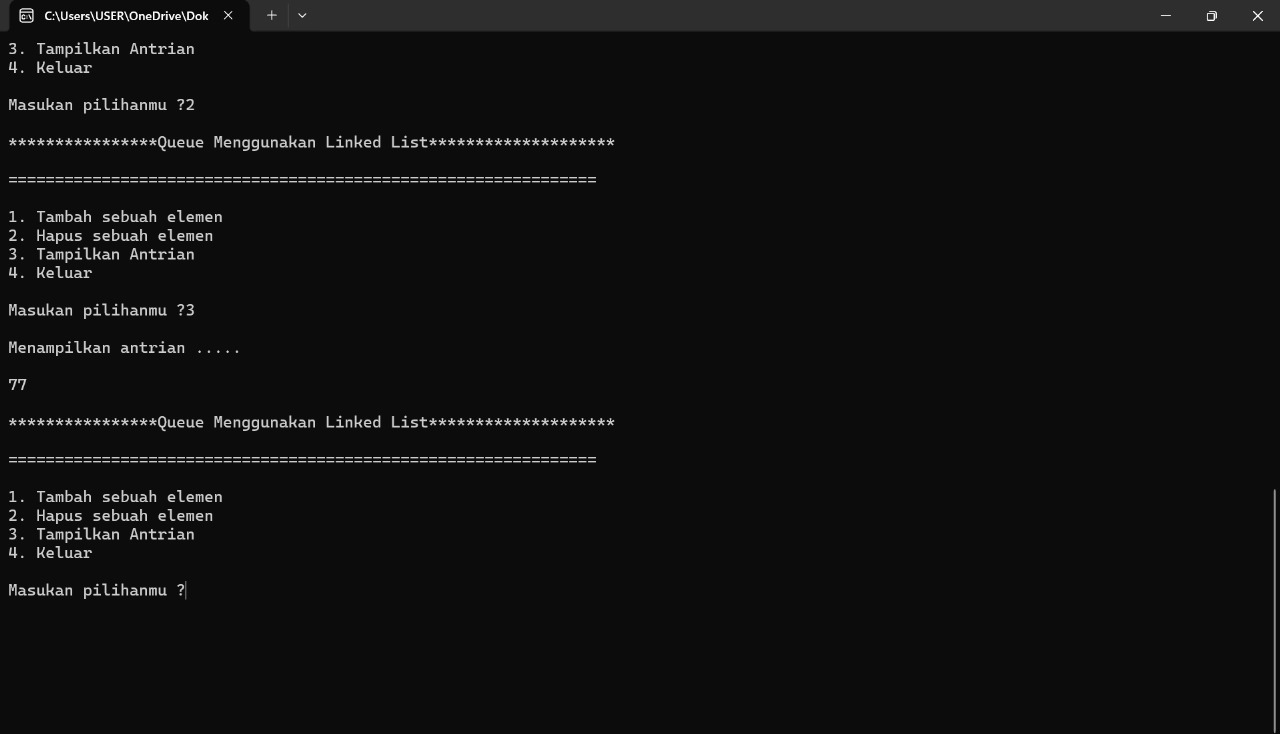 C:\Users\USER\OneDrive\Dok
3. Tampilkan Antrian
4. Keluar
Masukan pilihanmu ?2
****************Queue Menggunakan Linked List********************
===============================================================
1. Tambah sebuah elemen
2. Hapus sebuah elemen
3. Tampilkan Antrian
4. Keluar
Masukan pilihanmu ?3
Menampilkan antrian .....
77
****************Queue Menggunakan Linked List********************
===============================================================
1. Tambah sebuah elemen
2. Hapus sebuah elemen
3. Tampilkan Antrian
4. Keluar
Masukan pilihanmu ?